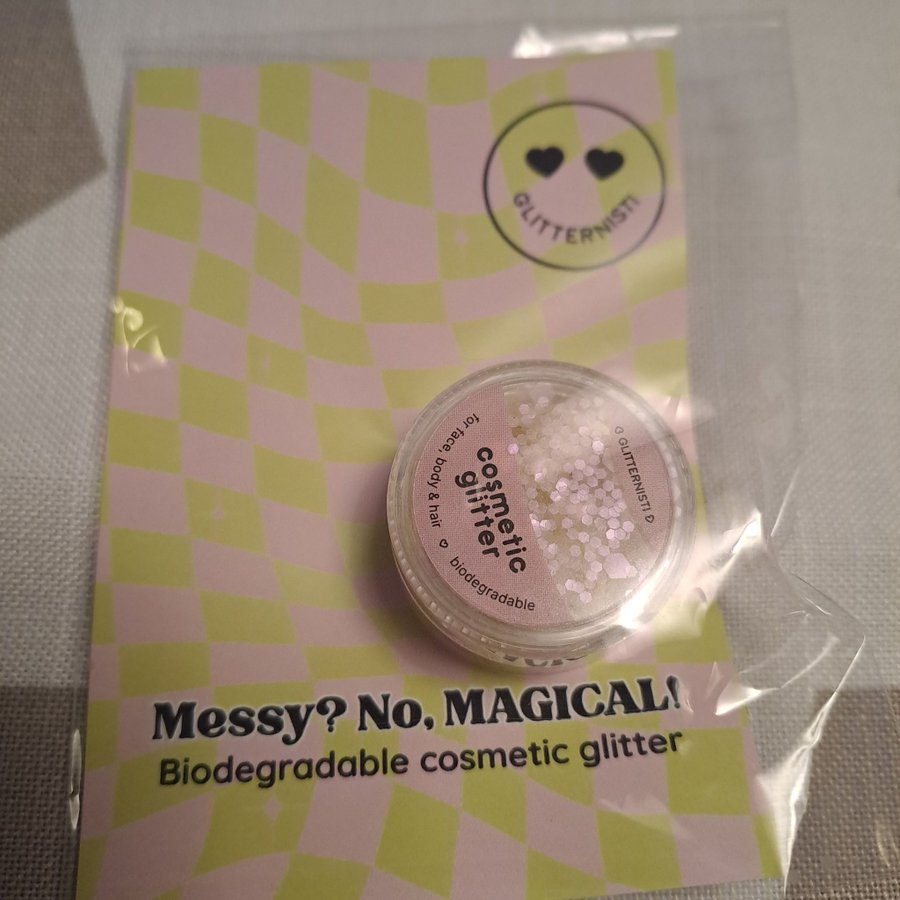 GLITTERNISTI
GLITTERNISTI
cosmetic
glitter
for face, body & hair
biodegradable
Messy? No, MAGICAL!
Biodegradable cosmetic glitter